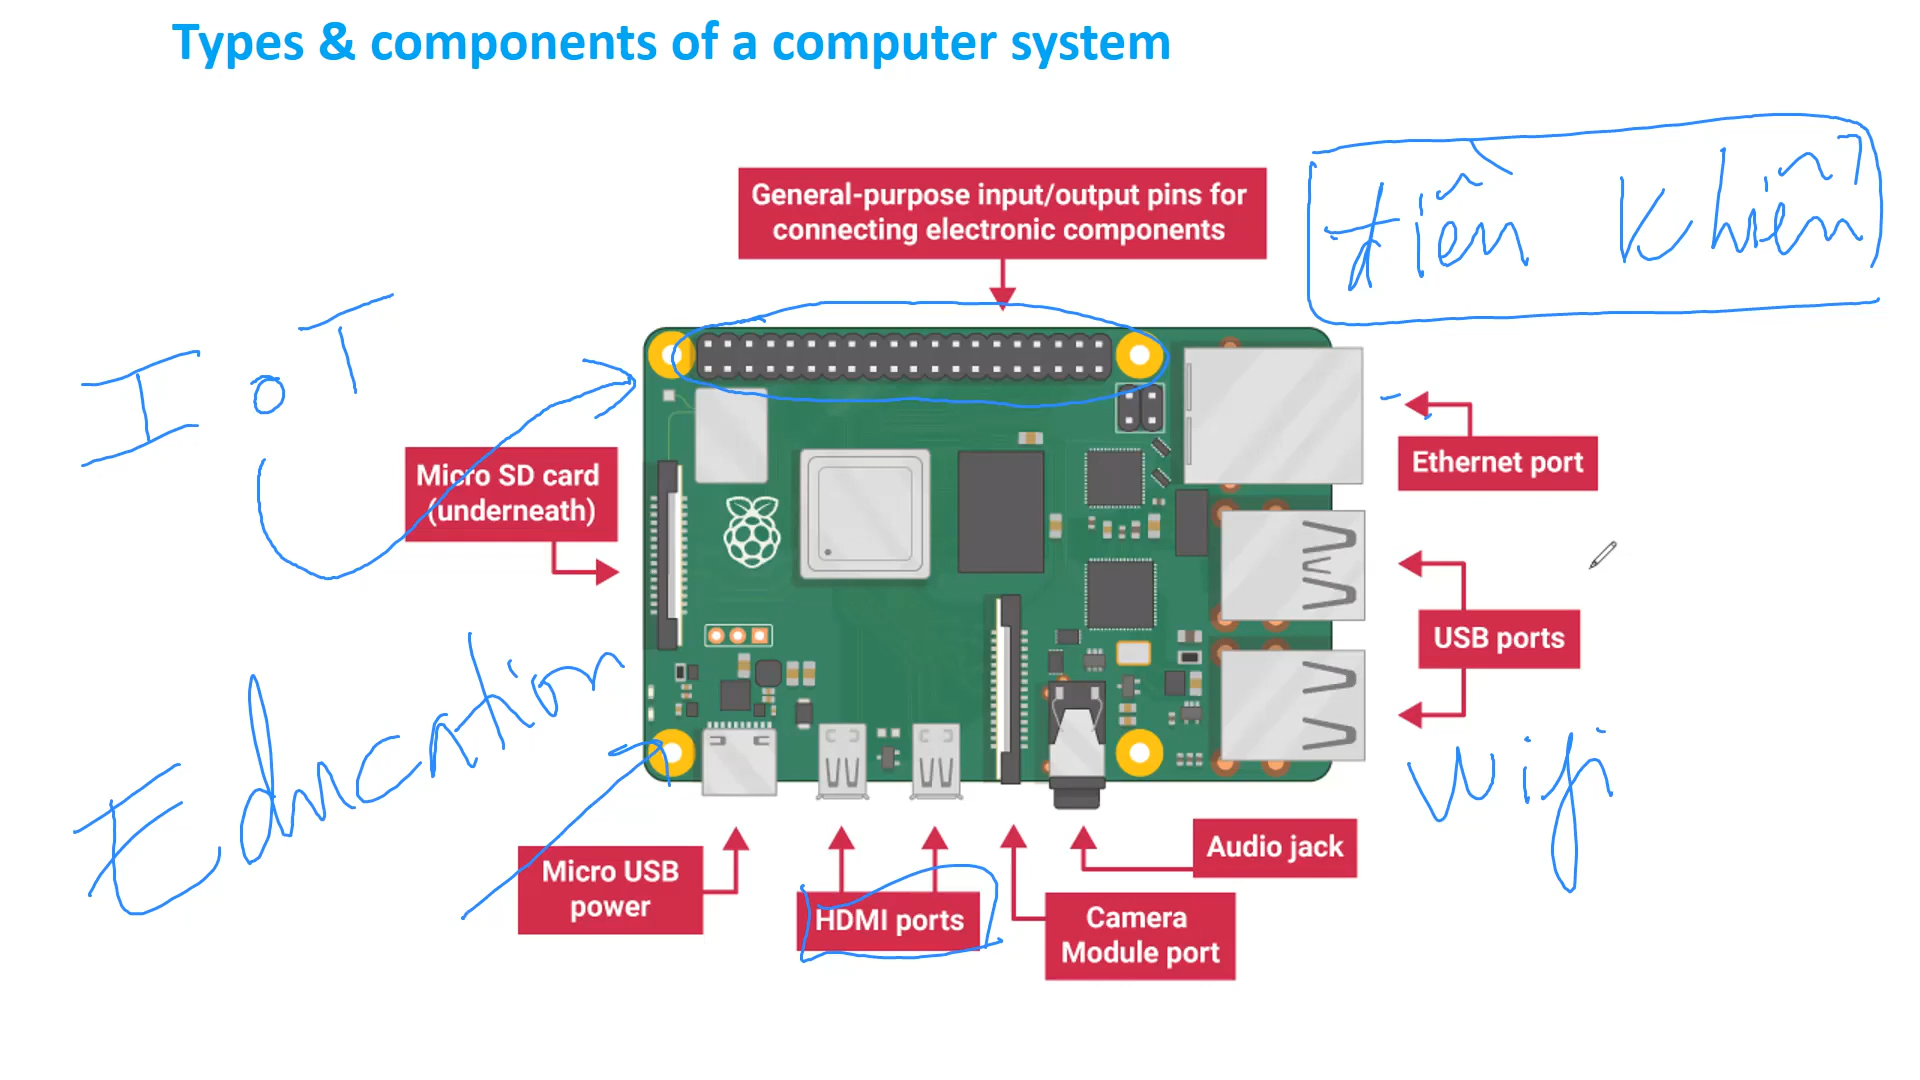 Types & components of a computer system
General-purpose input/output pins for
connecting electronic components
điều khiển
IoT
Micro SD card
(underneath)
Ethernet port
USB ports
Education
Wifi
Micro USB
power
HDMI ports
Camera
Module port
Audio jack